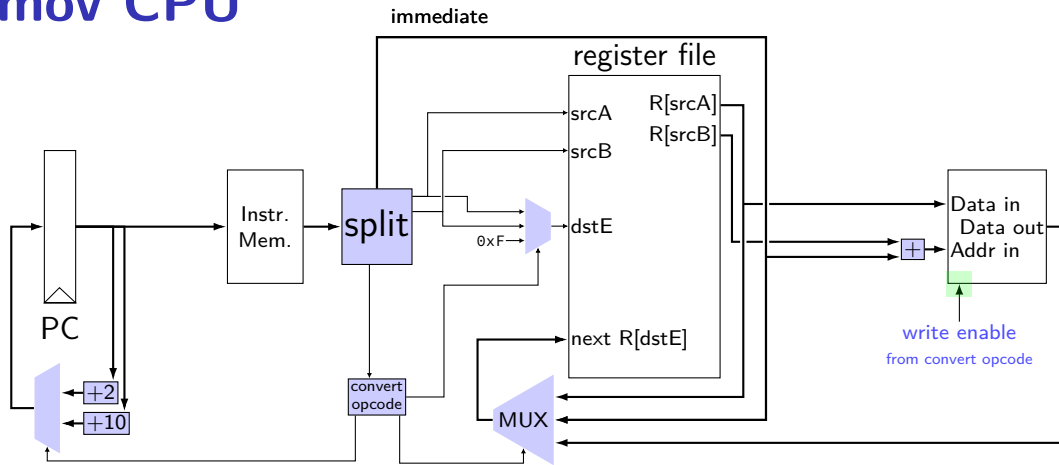 mov CPU
immediate
register file
srcA
R[srcA]
R[srcB]
srcB
Instr.
Mem.
split
0xF
dstE
Data in
Data out
Addr in
+
PC
next R[dstE]
write enable
from convert opcode
+2
+10
convert
opcode
MUX